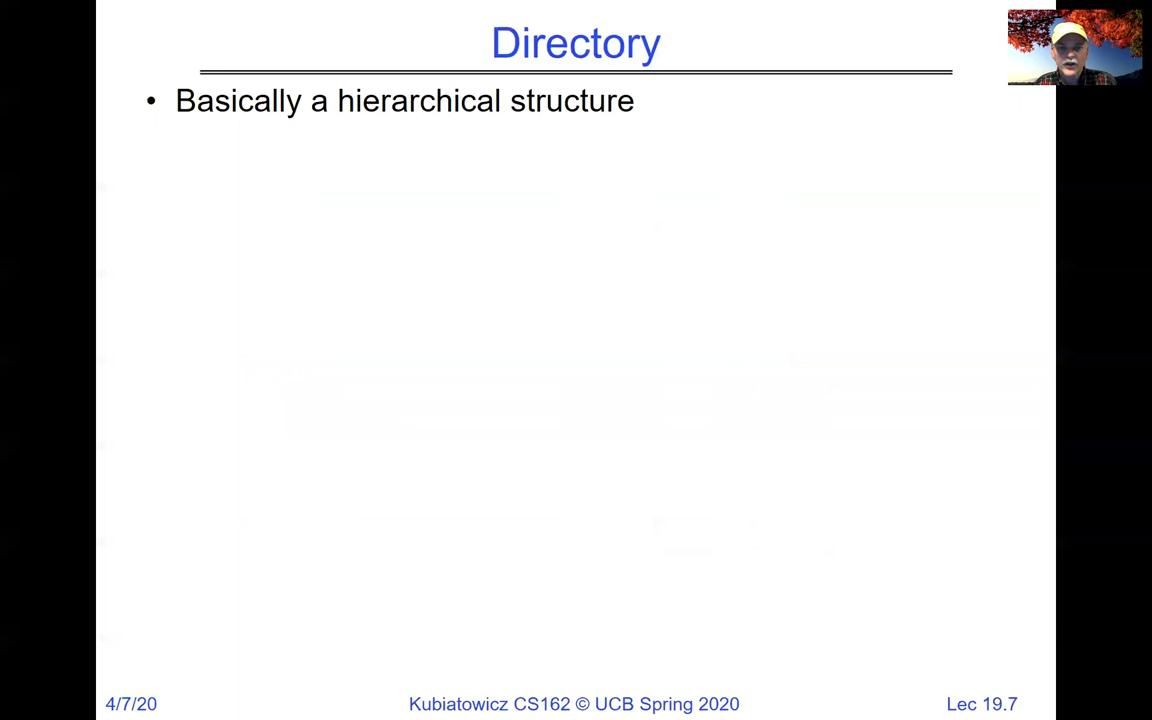 Directory
• Basically a hierarchical structure
4/7/20
Kubiatowicz CS162 © UCB Spring 2020
Lec 19.7